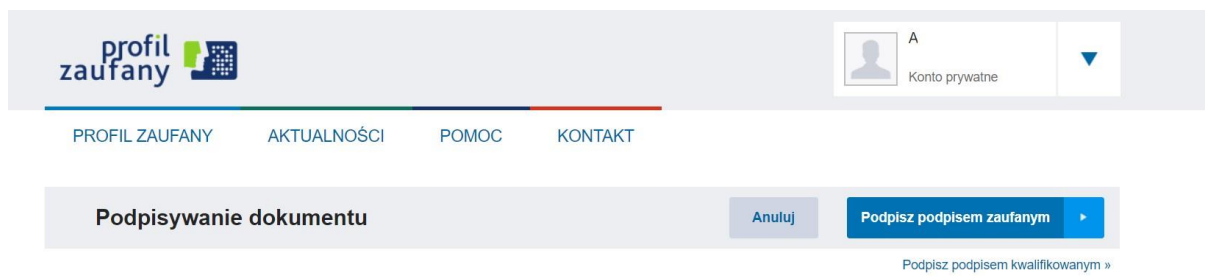 profil
zaufany
A
Konto prywatne
PROFIL ZAUFANY AKTUALNOŚCI POMOC KONTAKT
Podpisywanie dokumentu Anuluj Podpisz podpisem zaufanym
Podpisz podpisem kwalifikowanym »